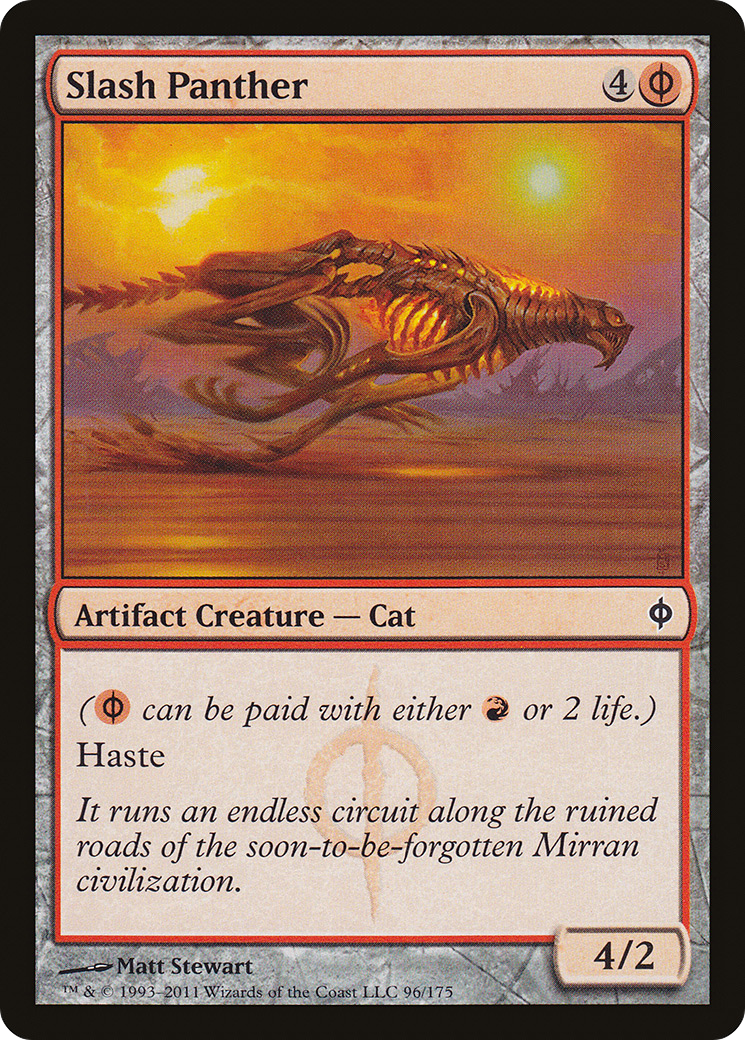 Slash Panther 4
Artifact Creature — Cat
( can be paid with either or 2 life.)
Haste
It runs an endless circuit along the ruined
roads of the soon-to-be-forgotten Mirran
civilization.
4/2
Matt Stewart
™ & © 1993–2011 Wizards of the Coast LLC 96/175